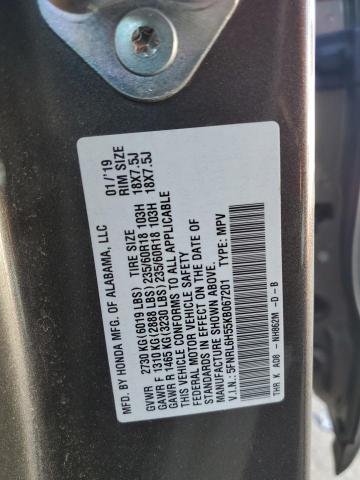 MFD. BY HONDA MFG. OF ALABAMA, LLC 01/'19
TIRE SIZE RIM SIZE
GVWR 2730 KG(6019 LBS)
GAWR F 1310 KG(2888 LBS) 235/60R18 103H 18X7.5J
GAWR R 1465 KG(3230 LBS) 235/60R18 103H 18X7.5J
THIS VEHICLE CONFORMS TO ALL APPLICABLE
FEDERAL MOTOR VEHICLE SAFETY
STANDARDS IN EFFECT ON THE DATE OF
MANUFACTURE SHOWN ABOVE.
V.I.N.: 5FNRL6H55KB067201 TYPE: MPV
THR K A08 - NH862M -D -B